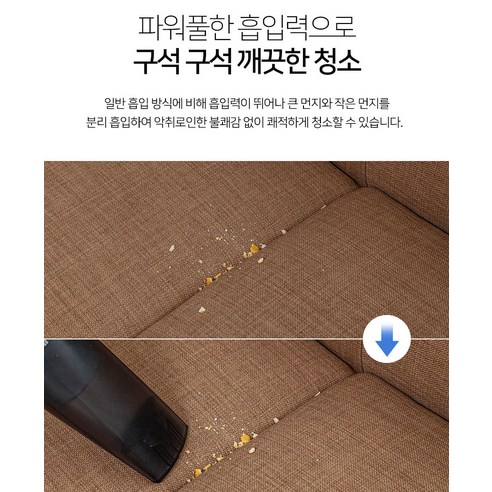 파워풀한 흡입력으로
구석 구석 깨끗한 청소
일반 흡입 방식에 비해 흡입력이 뛰어나 큰 먼지와 작은 먼지를
분리 흡입하여 악취로인한 불쾌감 없이 쾌적하게 청소할 수 있습니다.